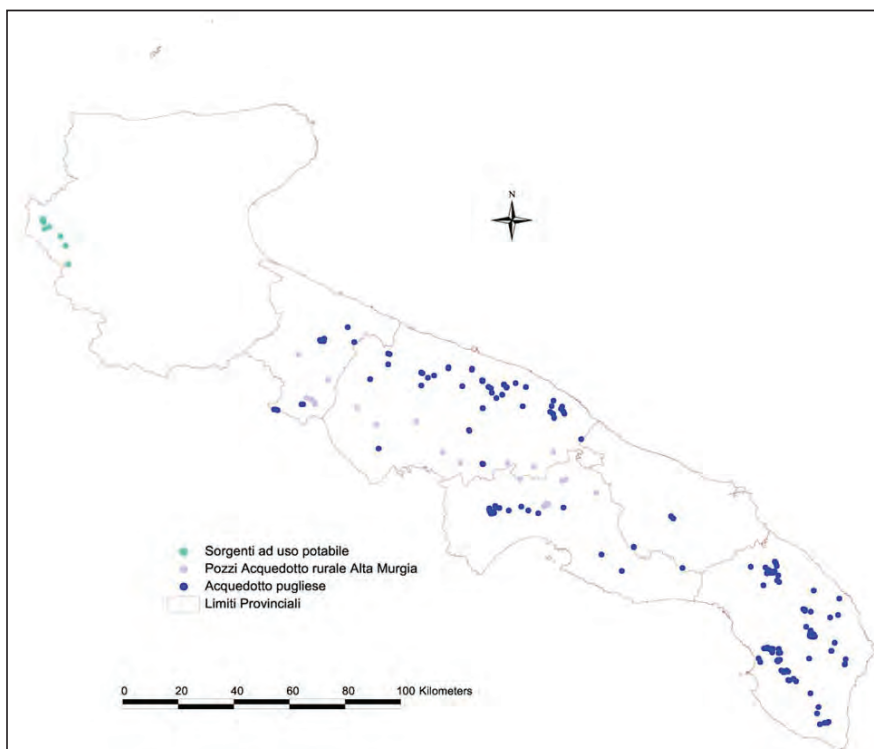 N
Sorgenti ad uso potabile
Pozzi Acquedotto rurale Alta Murgia
Acquedotto pugliese
Limiti Provinciali
0 20 40 60 80 100 Kilometers